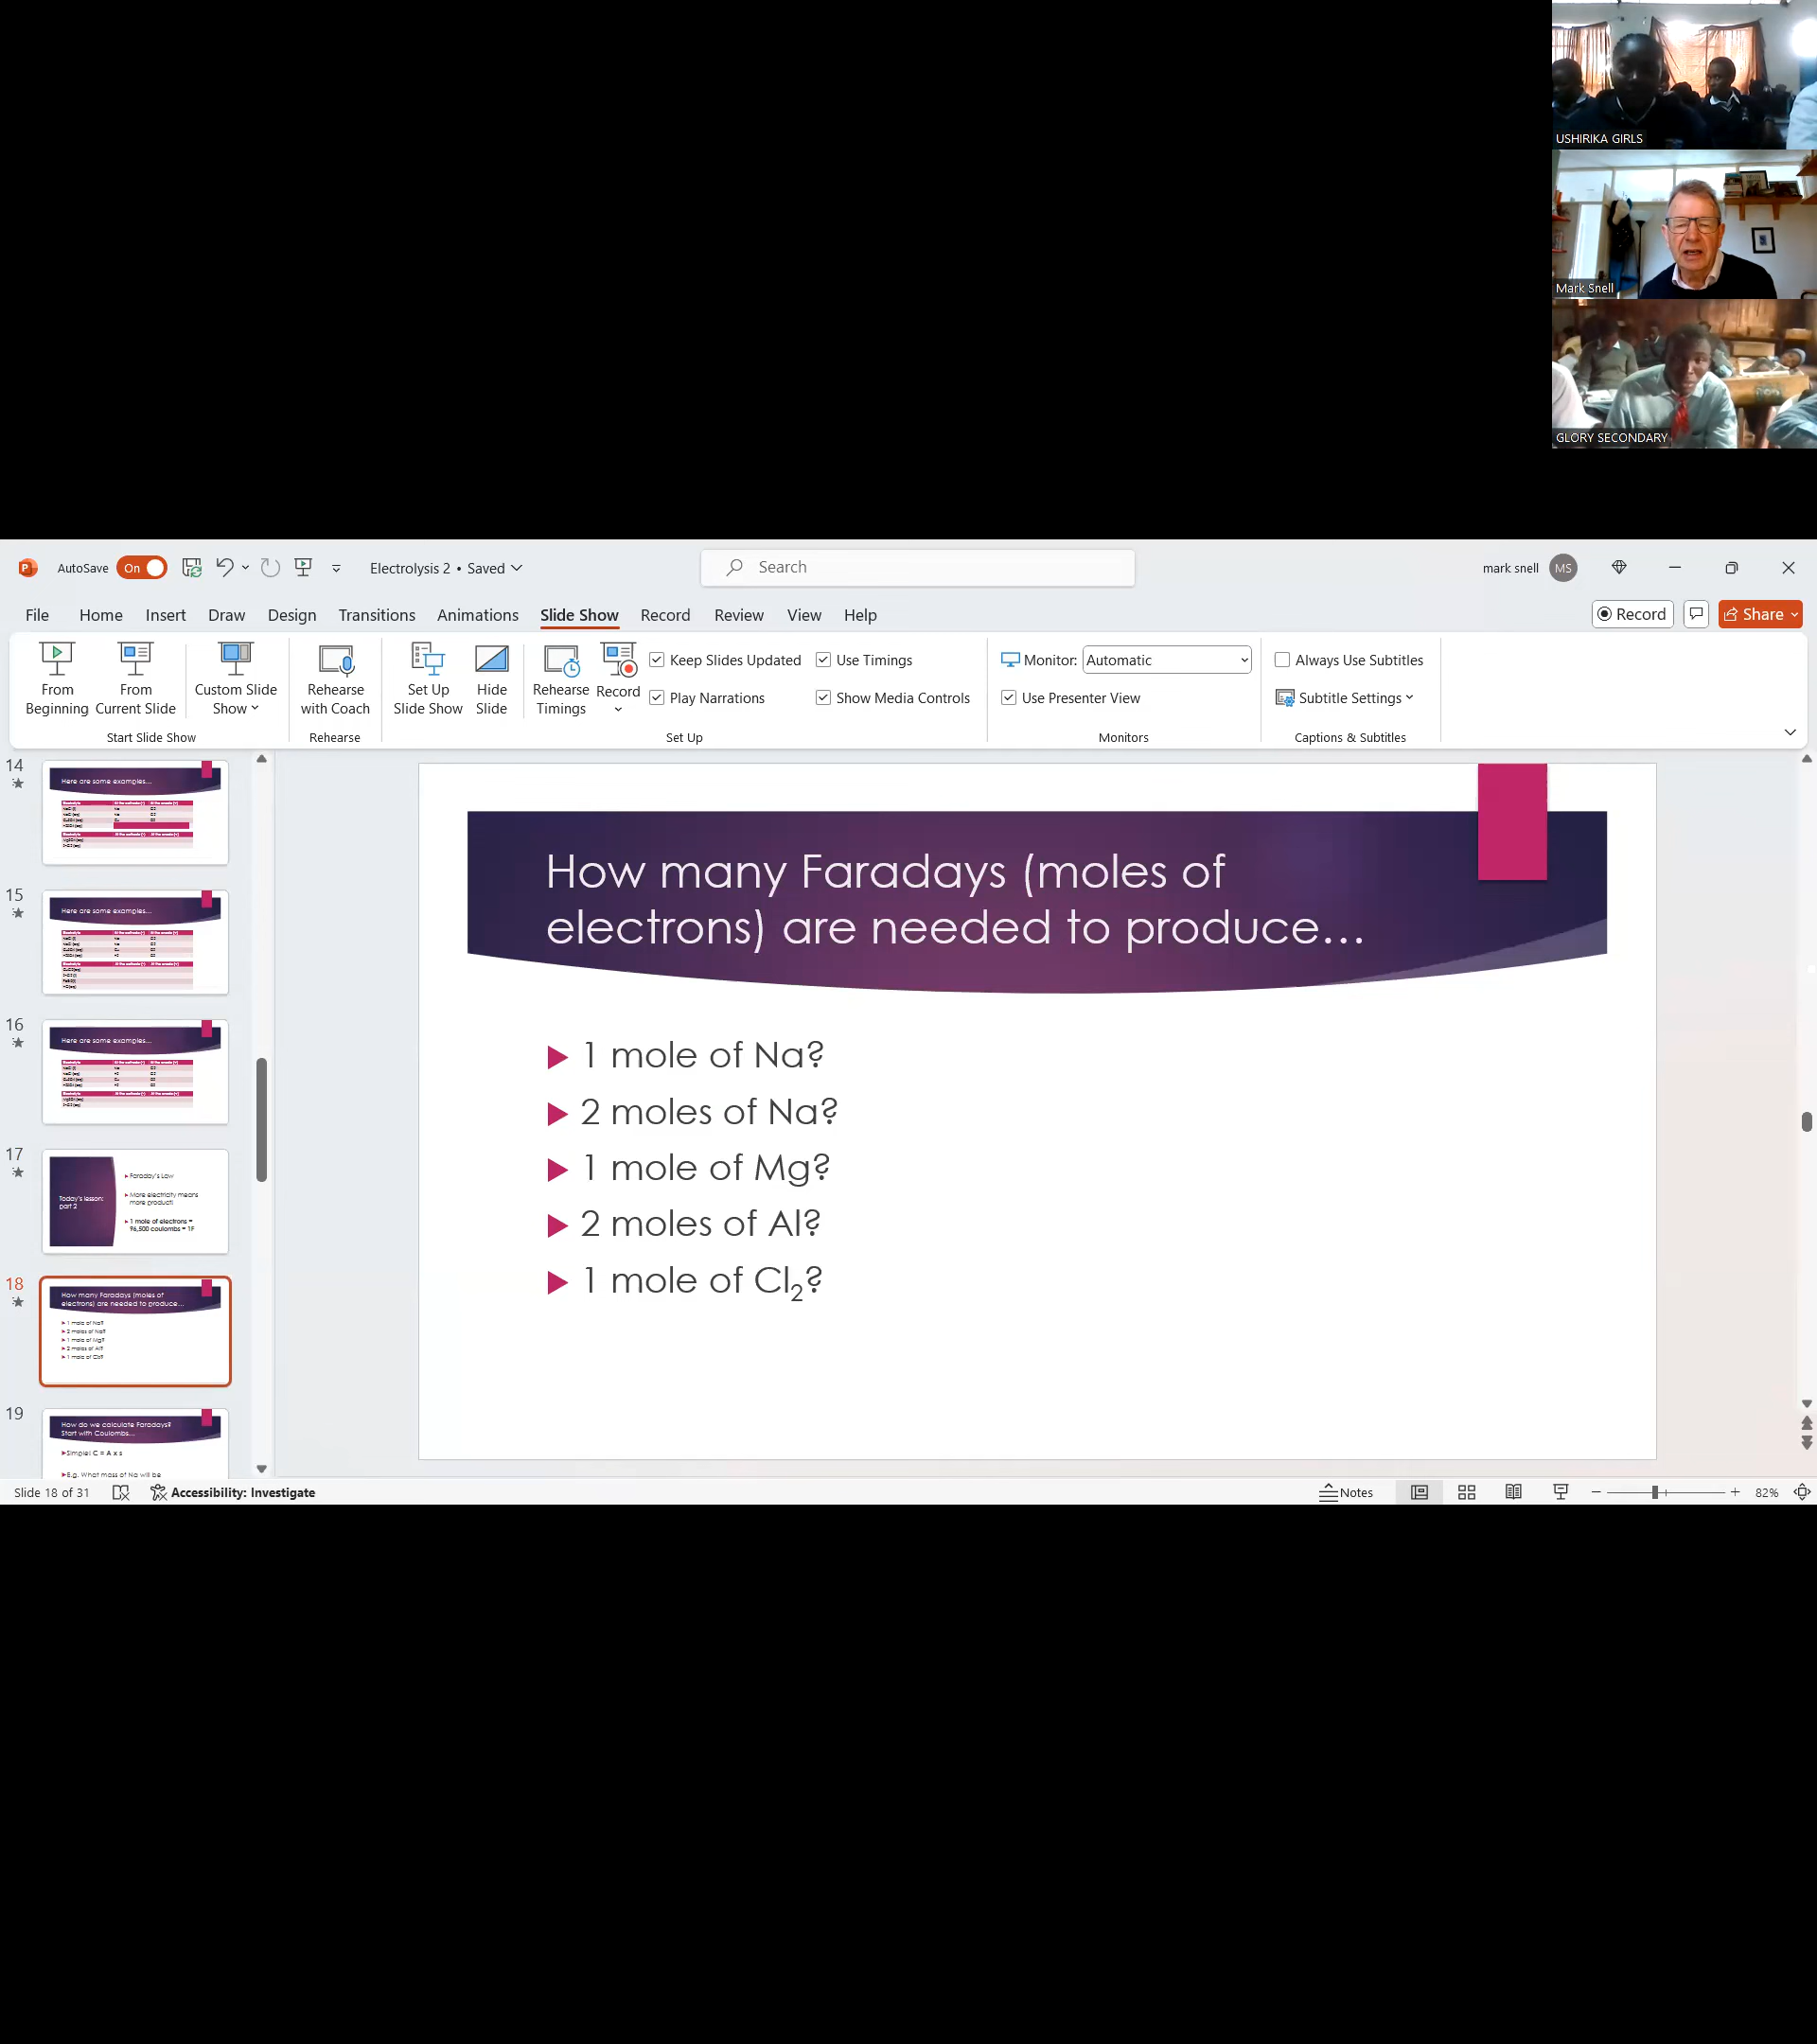 USHIRIKA GIRLS
Mark Snell
GLORY SECONDARY
AutoSave On Electrolysis 2 • Saved Search mark snell MS
File Home Insert Draw Design Transitions Animations Slide Show Record Review View Help Record Share
From Beginning
From Current Slide
Custom Slide Show
Rehearse with Coach
Set Up Slide Show
Hide Slide
Rehearse Timings
Record
Keep Slides Updated
Use Timings
Play Narrations
Show Media Controls
Monitor: Automatic
Use Presenter View
Always Use Subtitles
Subtitle Settings
Start Slide Show Rehearse Set Up Monitors Captions & Subtitles
14
Here are some examples...
15
Here are some examples...
16
Here are some examples...
17
Today's lesson:
part 2
Faraday's Law
More electricity means
more product!
1 mole of electrons =
96,500 coulombs = 1F
18
How many Faradays (moles of
electrons) are needed to produce...
1 mole of Na?
2 moles of Na?
1 mole of Mg?
2 moles of Al?
1 mole of Cl2?
19
How do we calculate Faradays?
Start with Coulombs...
Simple! C = A x s
E.g. What mass of Na will be
How many Faradays (moles of
electrons) are needed to produce...
1 mole of Na?
2 moles of Na?
1 mole of Mg?
2 moles of Al?
1 mole of Cl₂?
Slide 18 of 31 Accessibility: Investigate Notes 82%